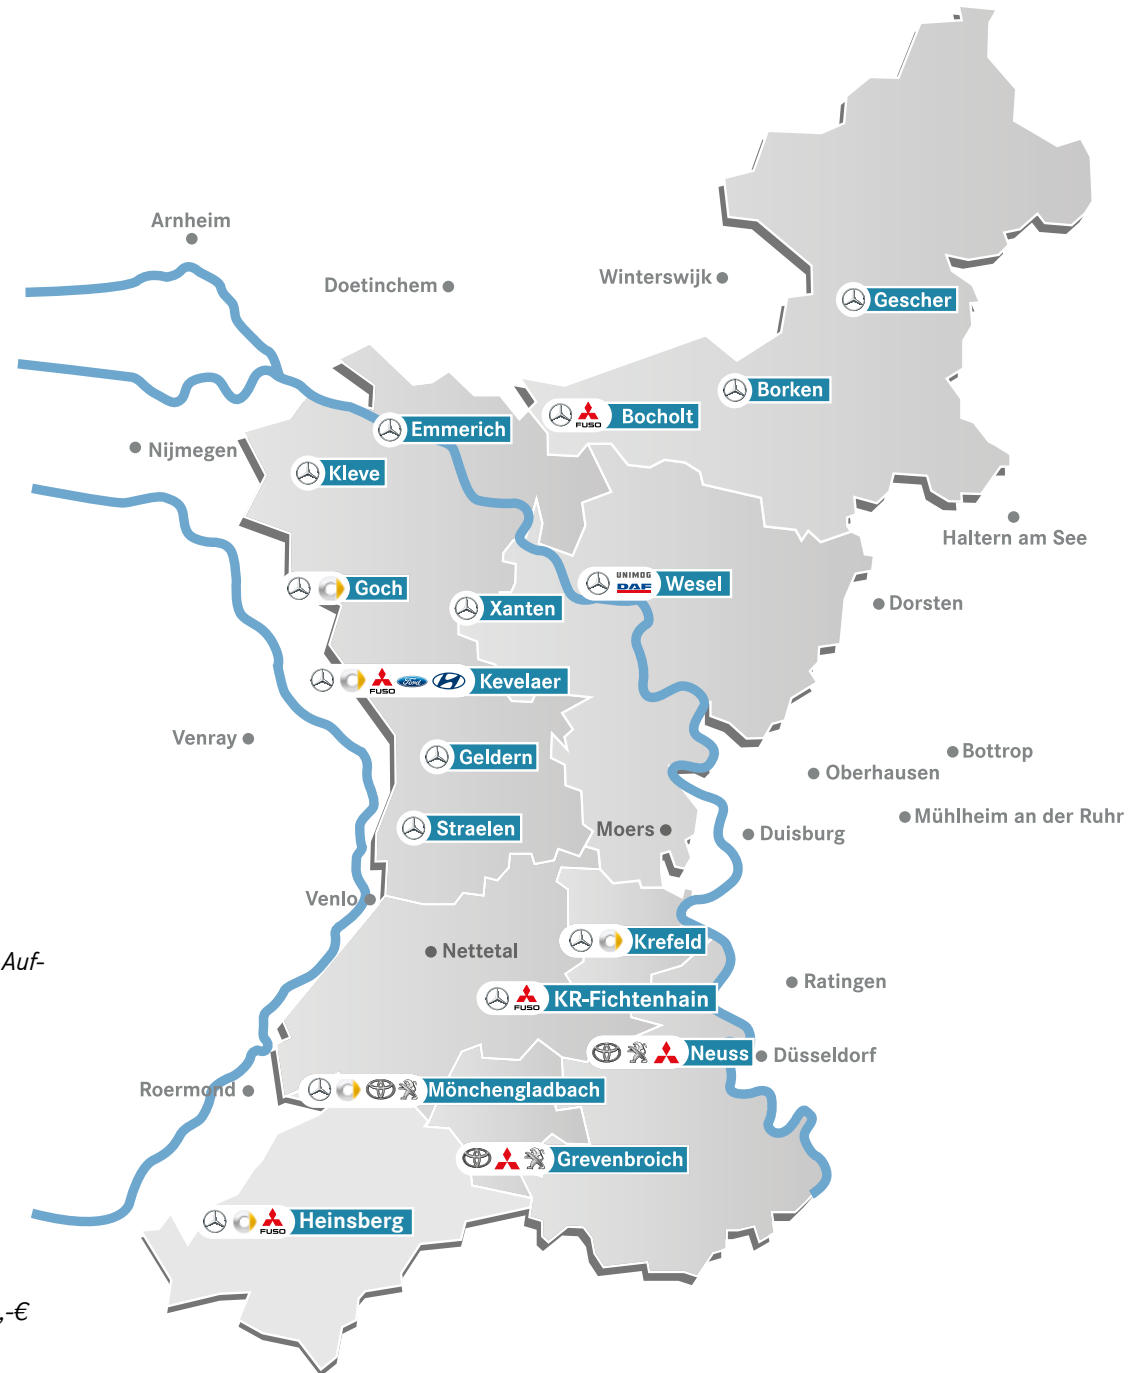 Arnheim
Doetinchem
Winterswijk
Gescher
Borken
FUSO Bocholt
Emmerich
Nijmegen
Kleve
Haltern am See
UNIMOG DAF Wesel
Goch
Xanten
Dorsten
FUSO Ford Kevelaer
Venray
Geldern
Bottrop
Oberhausen
Mühlheim an der Ruhr
Straelen
Moers
Duisburg
Venlo
Krefeld
Nettetal
Auf-
Ratingen
FUSO KR-Fichtenhain
Neuss
Düsseldorf
Roermond
Mönchengladbach
Grevenbroich
FUSO Heinsberg
,-€